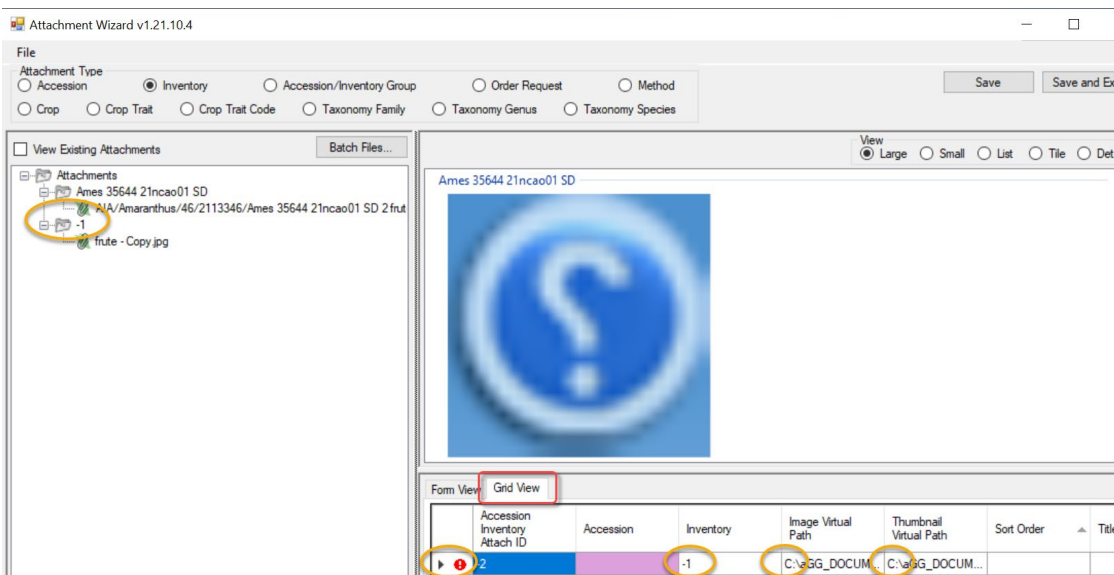 Attachment Wizard v1.21.10.4
File
Attachment Type
Accession Inventory Accession/Inventory Group Order Request Method
Crop Crop Trait Crop Trait Code Taxonomy Family Taxonomy Genus Taxonomy Species
Save Save and Ex
View Existing Attachments Batch Files...
Attachments
Ames 35644 21ncao01 SD
/Amaranthus/46/2113346/Ames 35644 21ncao01 SD 2 frut
-1
frute - Copy.jpg
View
Large Small List Tile Det
Ames 35644 21ncao01 SD
?
Form View Grid View
Accession Inventory Attach ID Accession Inventory Image Virtual Path Thumbnail Virtual Path Sort Order Title
-2 -1 C:\aGG_DOCUM... C:\aGG_DOCUM...